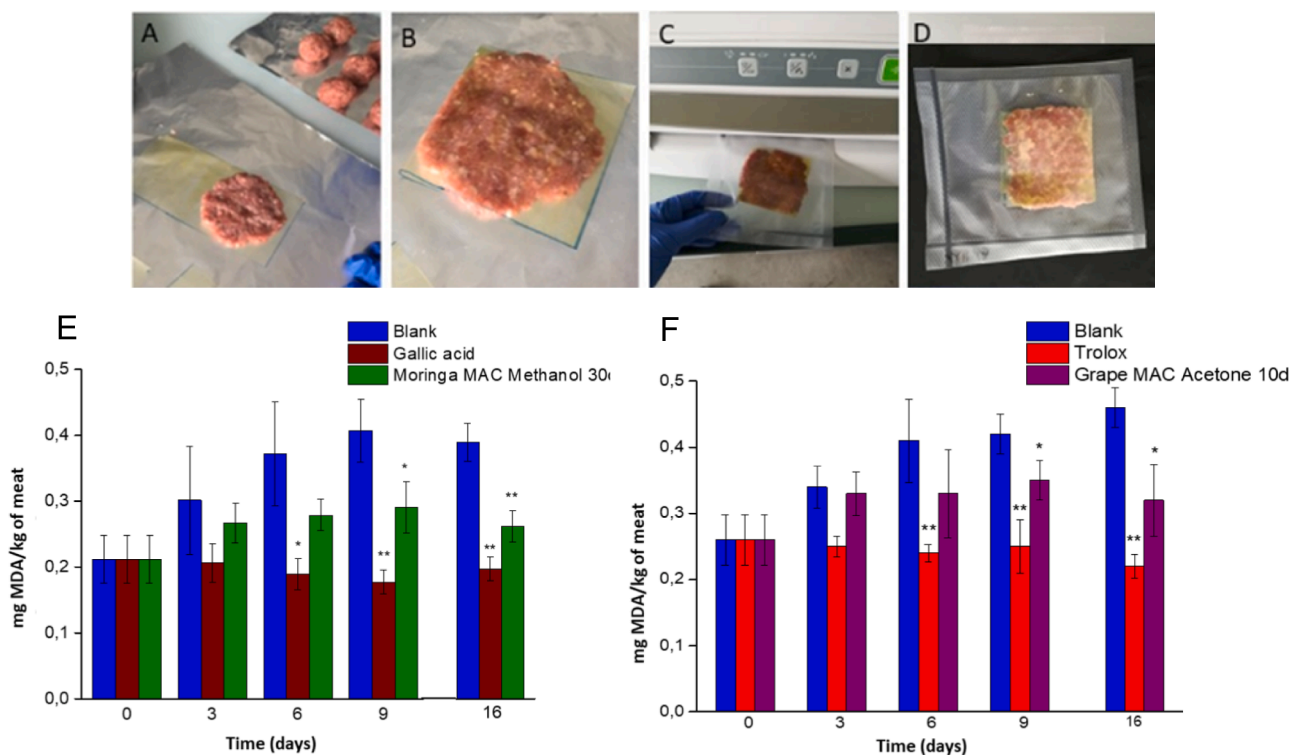 A
B
C
D
E
Blank
Gallic acid
Moringa MAC Methanol 30
mg MDA/kg of meat
0,5
0,4
0,3
0,2
0,1
0,0
*
**
**
*
**
0
3
6
9
16
Time (days)
F
Blank
Trolox
Grape MAC Acetone 10d
mg MDA/kg of meat
0,5
0,4
0,3
0,2
0,1
0,0
**
**
*
**
*
0
3
6
9
16
Time (days)